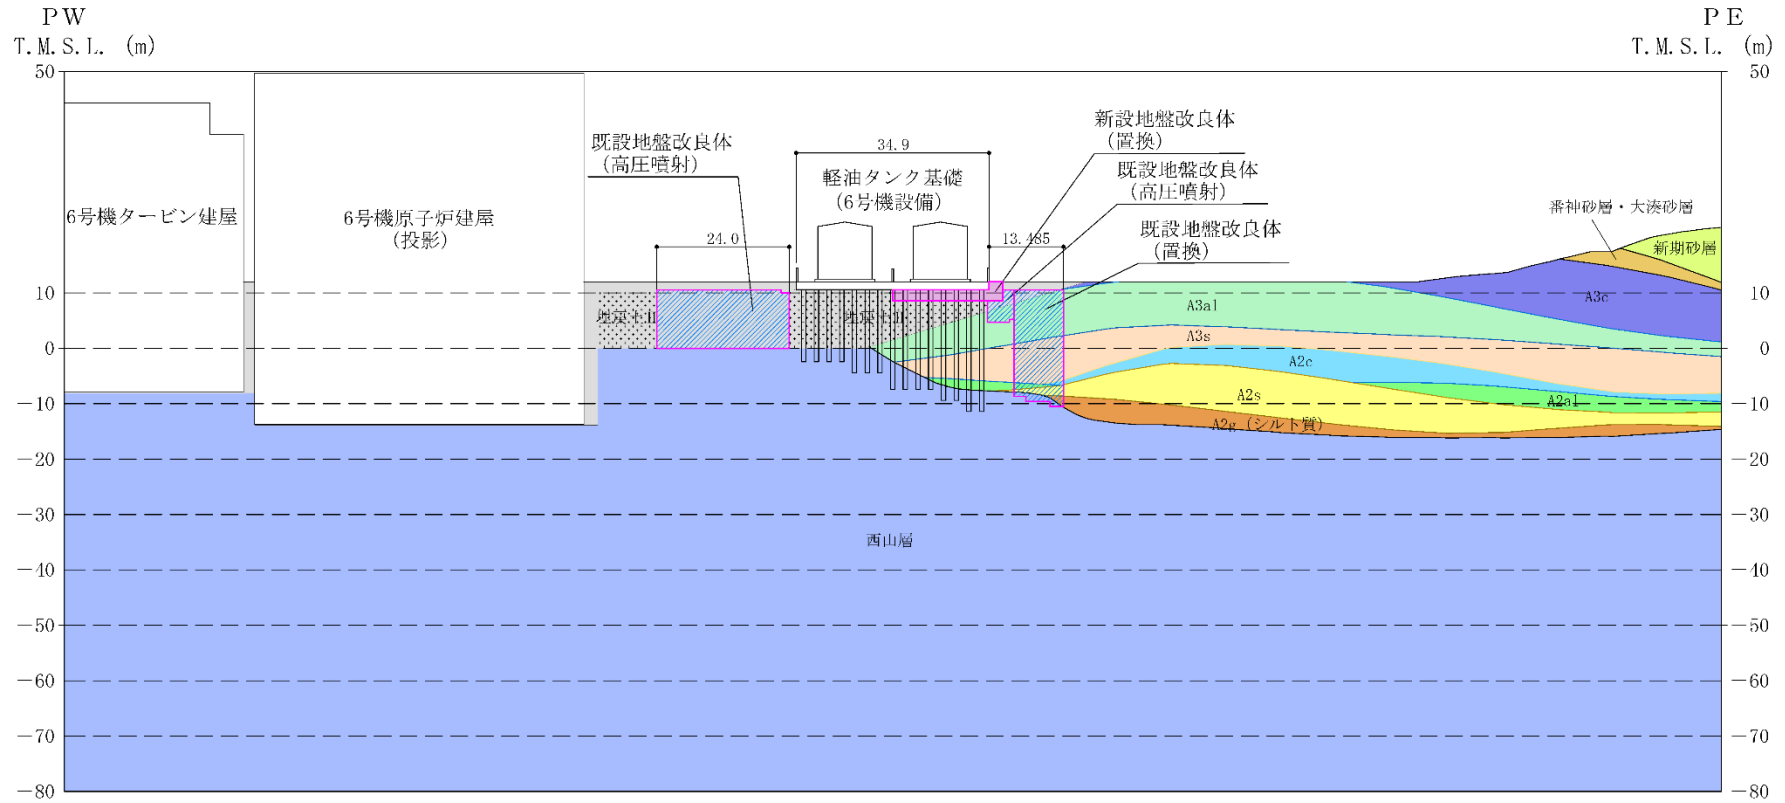 PW
PE
T.M.S.L. (m)
T.M.S.L. (m)
50
50
新設地盤改良体
(置換)
既設地盤改良体
(高圧噴射)
34.9
既設地盤改良体
(高圧噴射)
軽油タンク基礎
(6号機設備)
6号機タービン建屋
6号機原子炉建屋
(投影)
既設地盤改良体
(置換)
番神砂層・大湊砂層
新期砂層
24.0
13.485
10
10
A3c
A3al
埋戻土II
埋戻土II
A3s
0
0
A2c
A2s
A2al
-10
-10
A2g(シルト質)
-20
-20
-30
-30
西山層
-40
-40
-50
-50
-60
-60
-70
-70
-80
-80